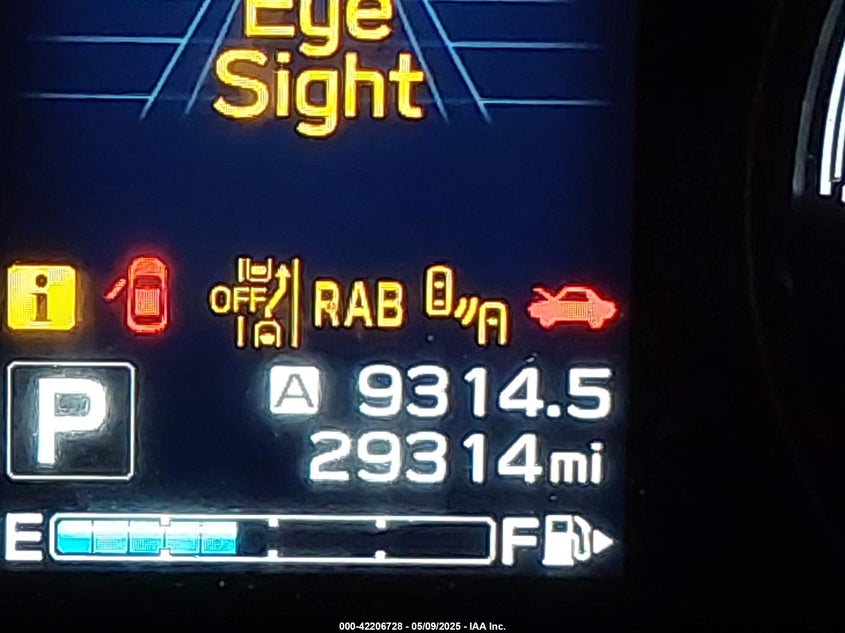 Eye
Sight
i OFF RAB A
P
A 9314.5
29314mi
E F
000-42206728 - 05/09/2025 - IAA Inc.